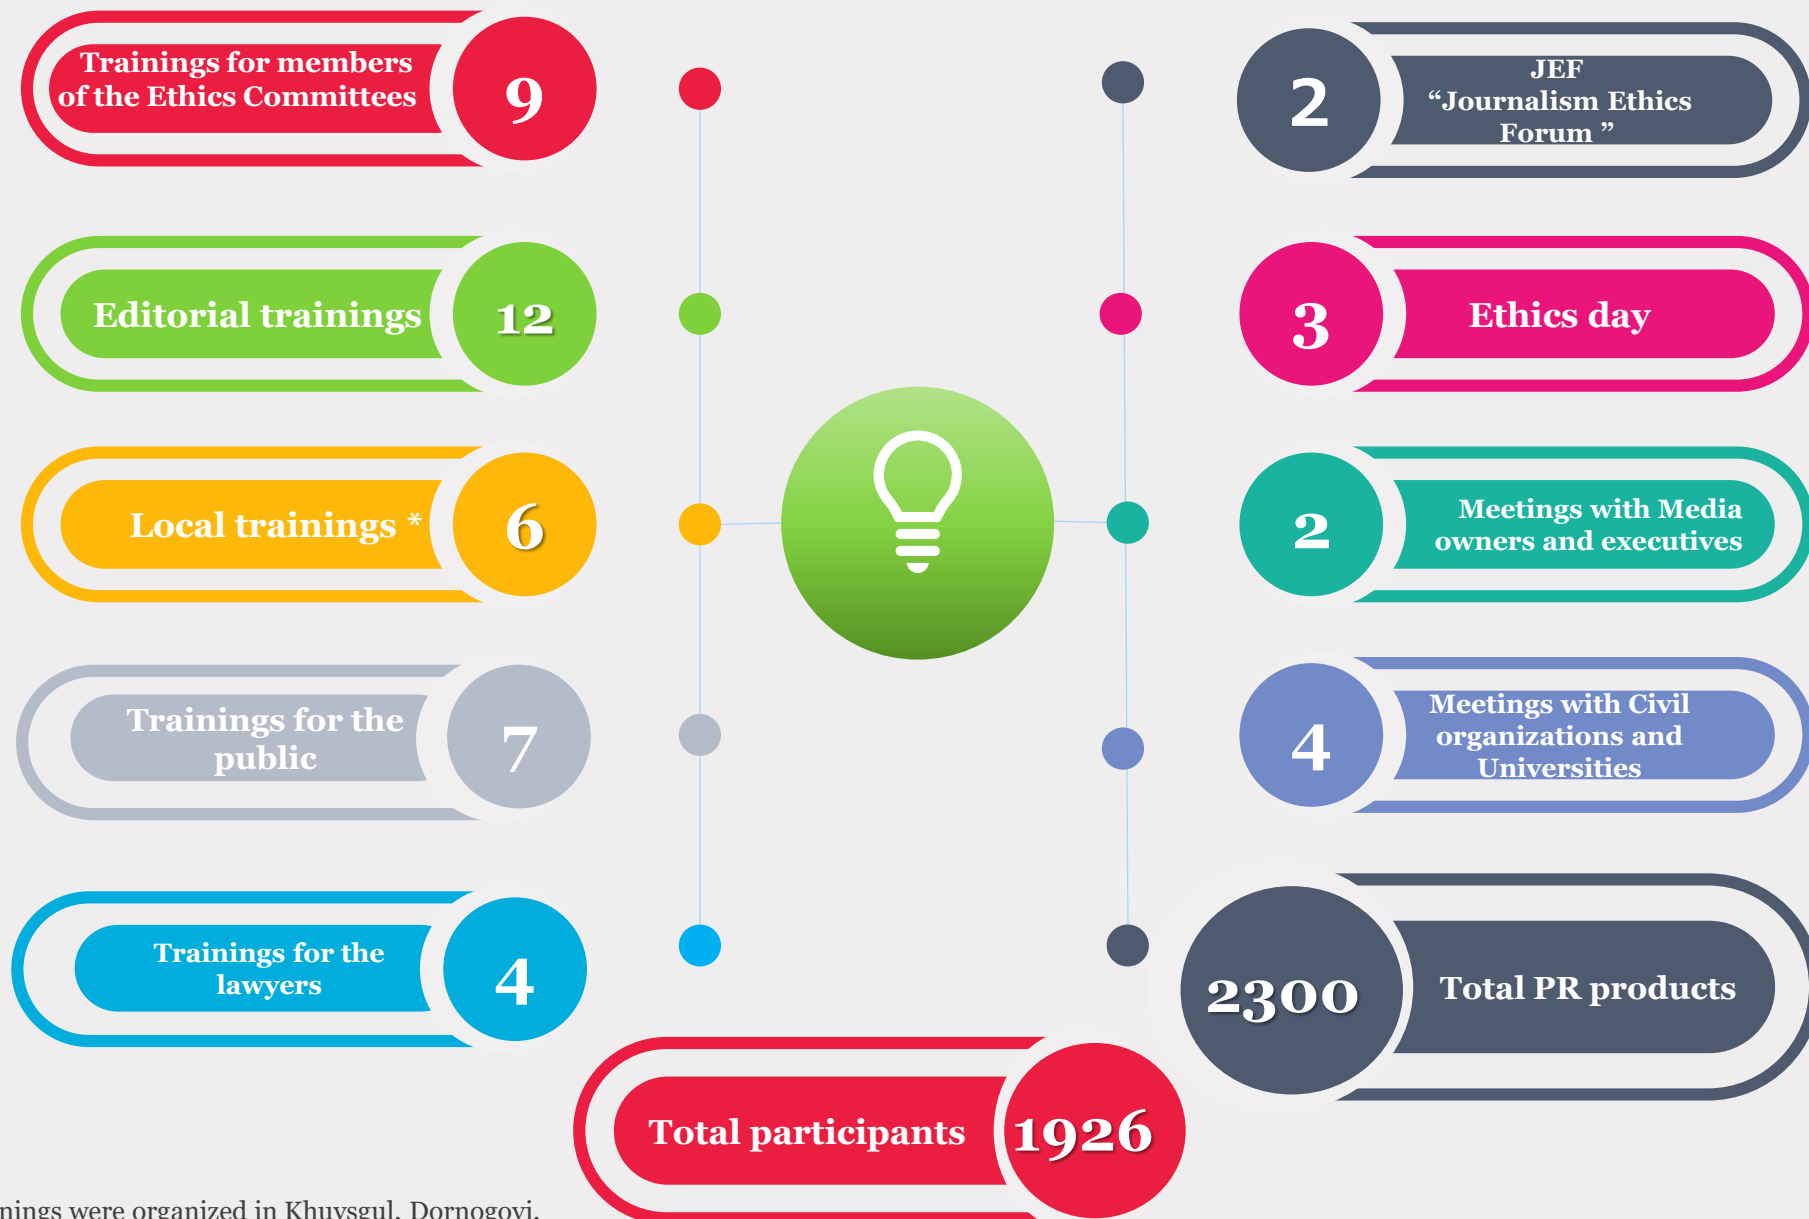 Trainings for members
of the Ethics Committees
9
Editorial trainings
12
Local trainings *
6
Trainings for the
public
7
Trainings for the
lawyers
4
2
JEF
“Journalism Ethics
Forum ”
3
Ethics day
2
Meetings with Media
owners and executives
4
Meetings with Civil
organizations and
Universities
2300
Total PR products
Total participants
1926
were organized in Khuvsgul, Dornogovi,